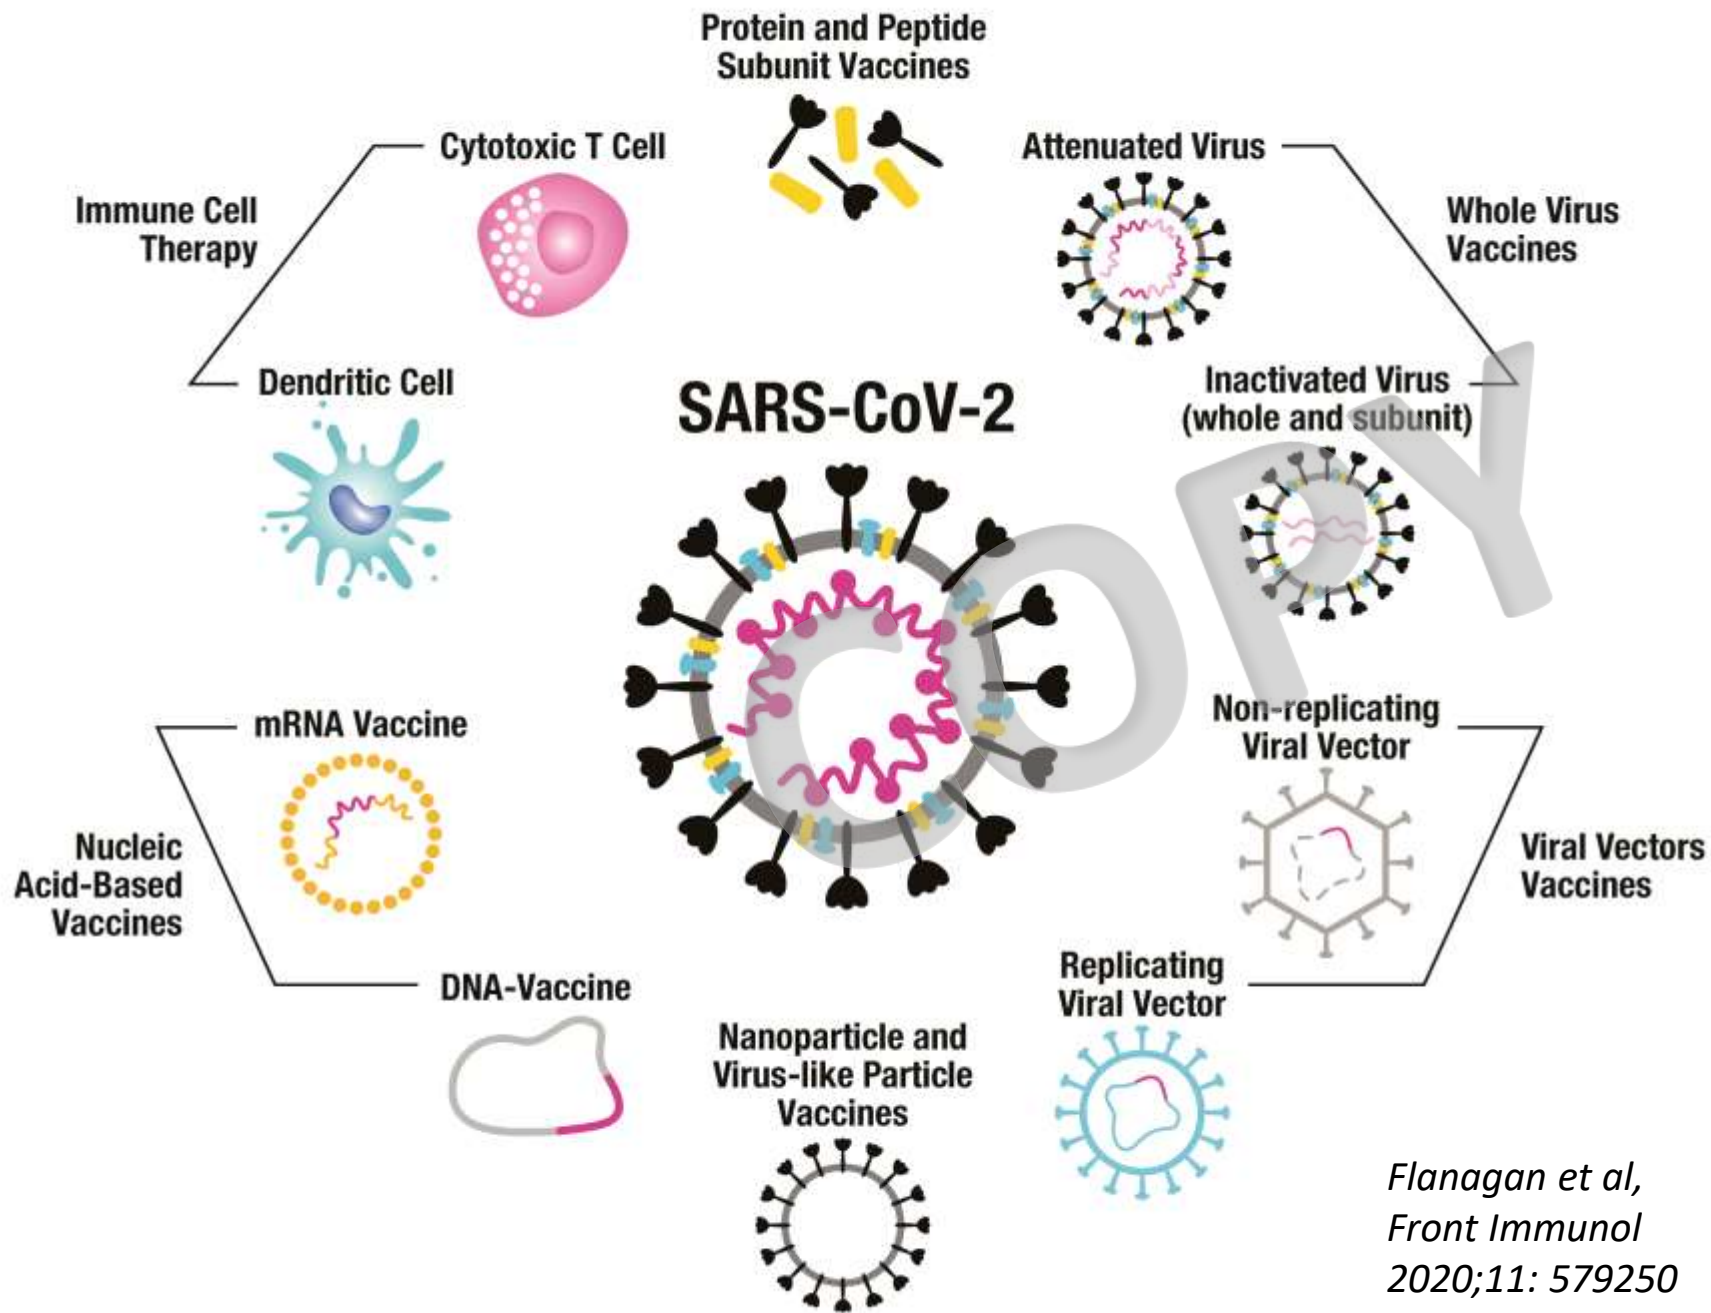 Protein and Peptide
Subunit Vaccines
Cytotoxic T Cell
Attenuated Virus
Immune Cell
Therapy
Whole Virus
Vaccines
Dendritic Cell
SARS-CoV-2
Inactivated Virus
(whole and subunit)
COPY
mRNA Vaccine
Non-replicating
Viral Vector
Nucleic
Acid-Based
Vaccines
Viral Vectors
Vaccines
DNA-Vaccine
Replicating
Viral Vector
Nanoparticle and
Virus-like Particle
Vaccines
Flanagan et al,
Front Immunol
2020;11: 579250